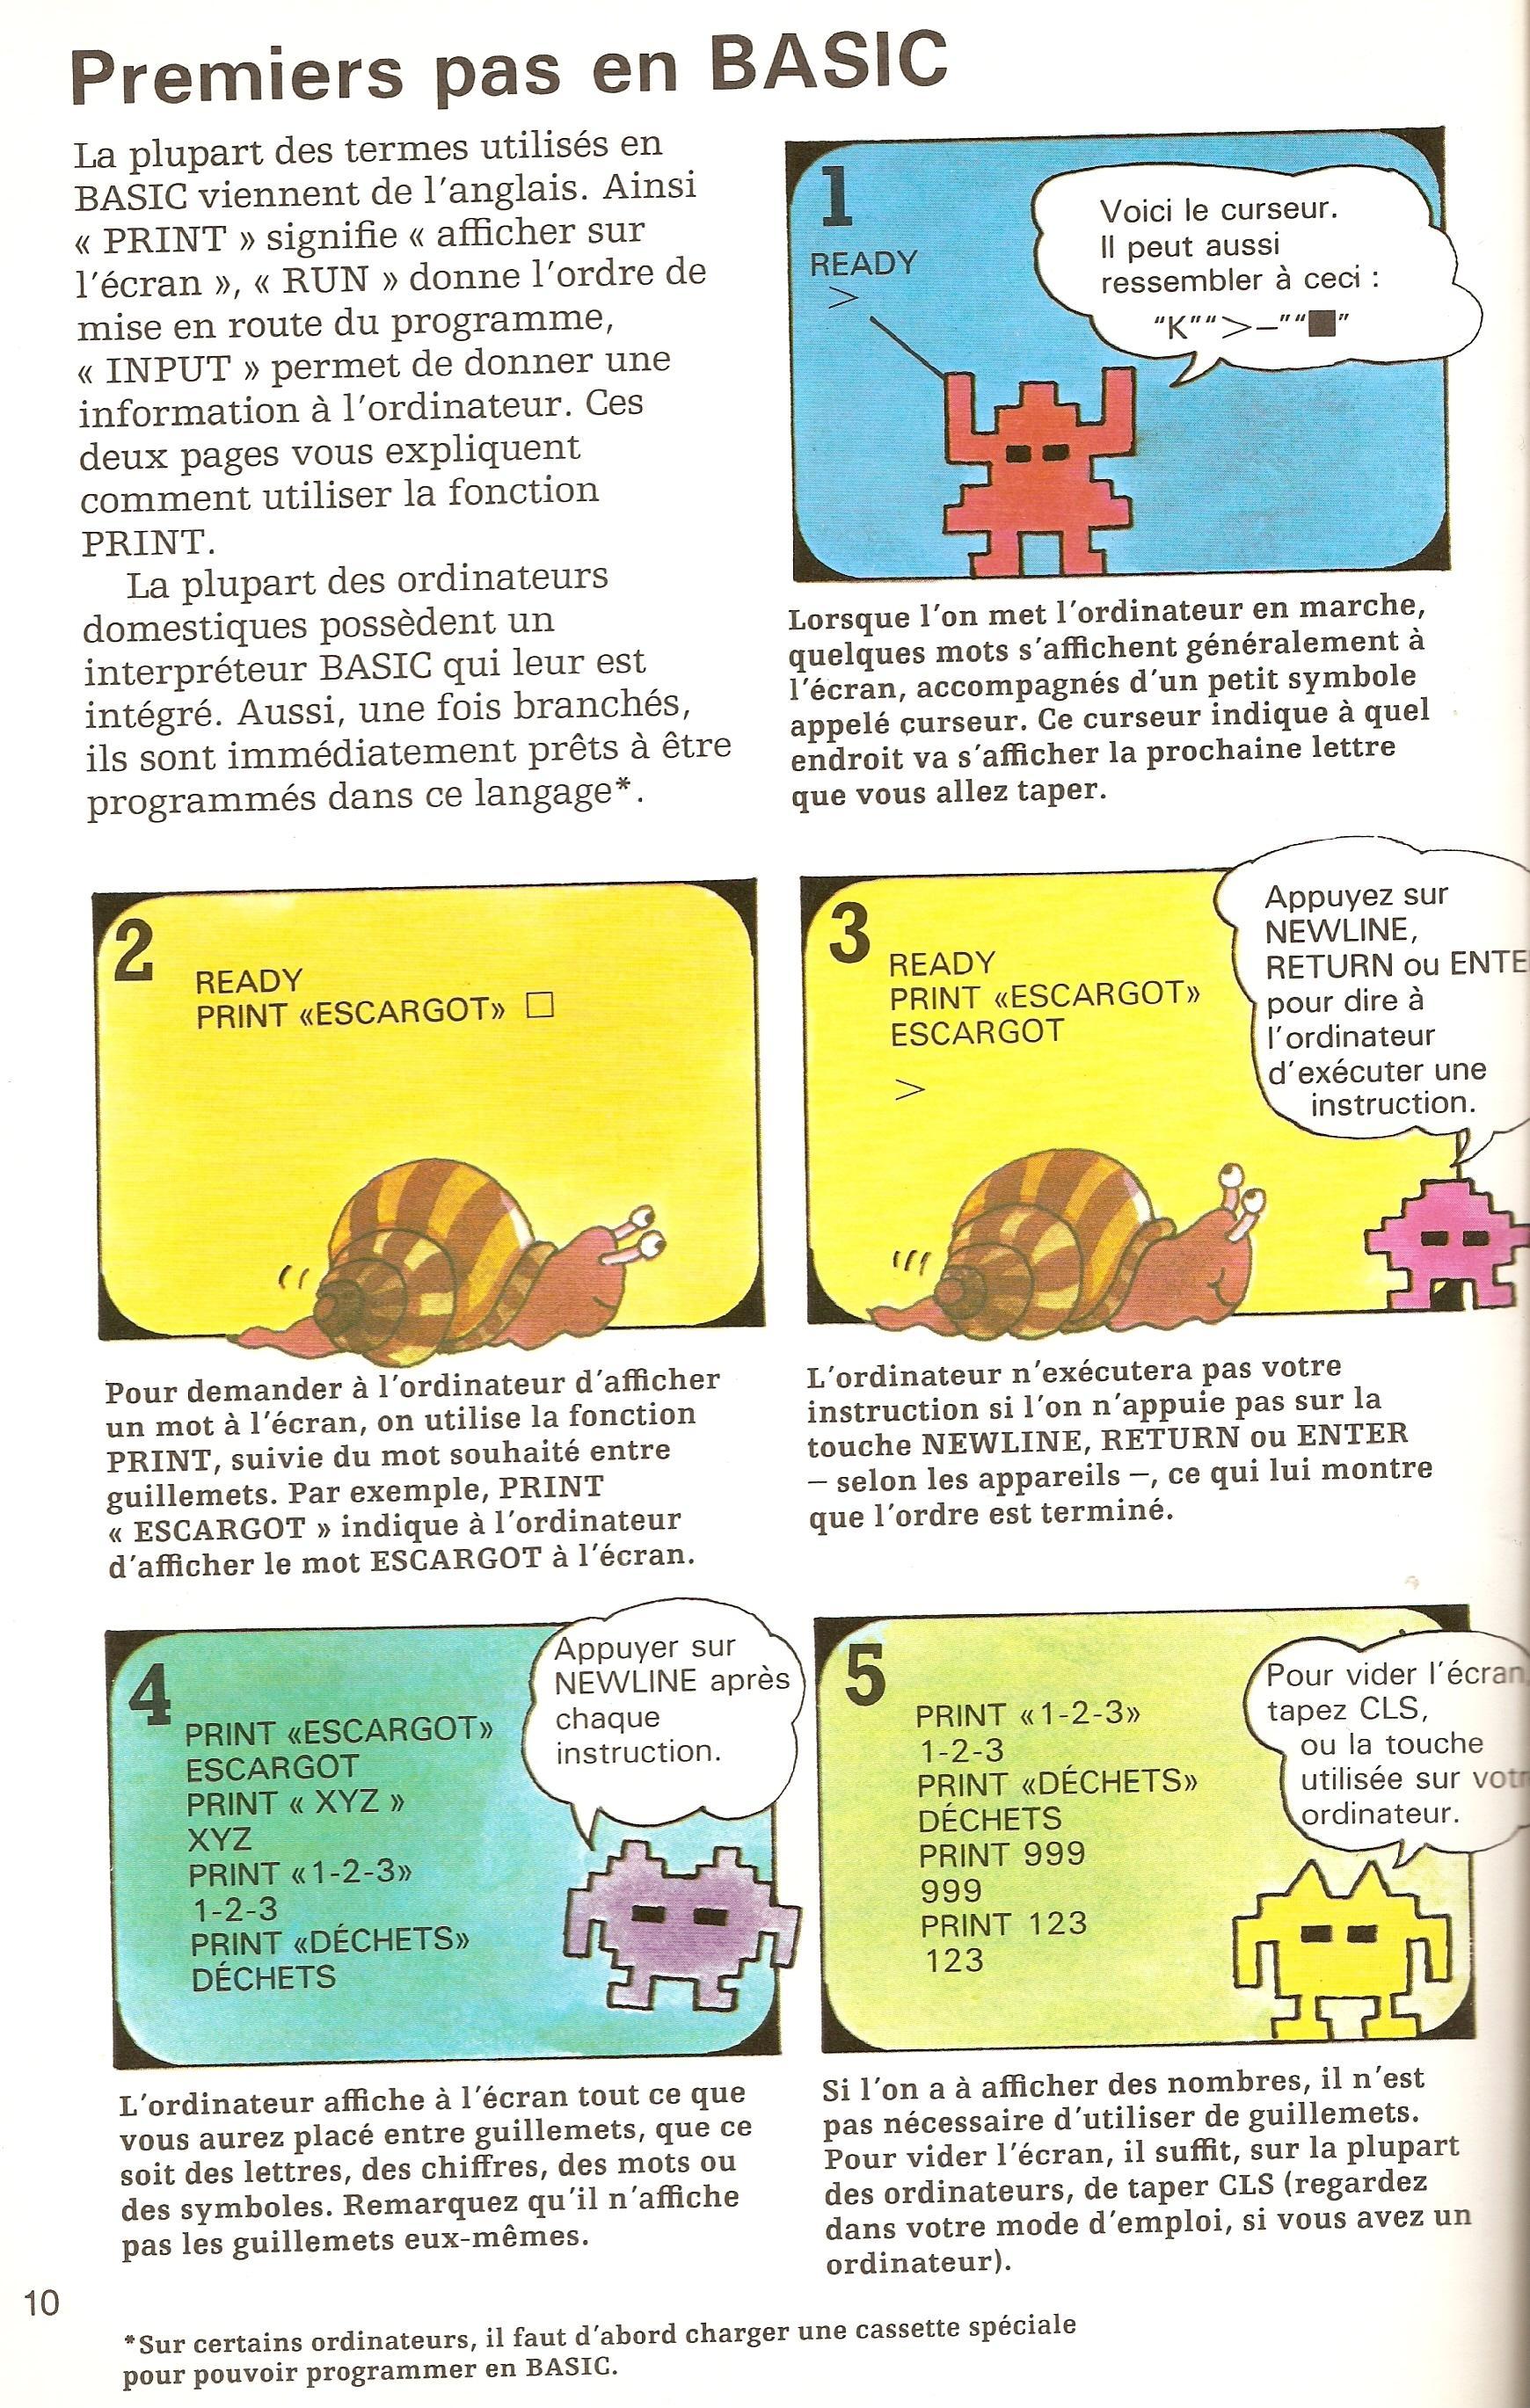 Premiers pas en BASIC
La plupart des termes utilisés en
BASIC viennent de l'anglais. Ainsi
« PRINT » signifie « afficher sur
l'écran », « RUN » donne l'ordre de
mise en route du programme,
« INPUT » permet de donner une
information à l'ordinateur. Ces
deux pages vous expliquent
comment utiliser la fonction
PRINT.
La plupart des ordinateurs
domestiques possèdent un
interpréteur BASIC qui leur est
intégré. Aussi, une fois branchés,
ils sont immédiatement prêts à être
programmés dans ce langage*.
1
READY
>
Voici le curseur.
Il peut aussi
ressembler à ceci :
“K”“>–”“■”
Lorsque l'on met l'ordinateur en marche,
quelques mots s'affichent généralement à
l'écran, accompagnés d'un petit symbole
appelé curseur. Ce curseur indique à quel
endroit va s'afficher la prochaine lettre
que vous allez taper.
2
READY
PRINT «ESCARGOT» □
Pour demander à l'ordinateur d'afficher
un mot à l'écran, on utilise la fonction
PRINT, suivie du mot souhaité entre
guillemets. Par exemple, PRINT
« ESCARGOT » indique à l'ordinateur
d'afficher le mot ESCARGOT à l'écran.
3
READY
PRINT «ESCARGOT»
ESCARGOT
>
Appuyez sur
NEWLINE,
RETURN ou ENTE
pour dire à
l'ordinateur
d'exécuter une
instruction.
L'ordinateur n'exécutera pas votre
instruction si l'on n'appuie pas sur la
touche NEWLINE, RETURN ou ENTER
– selon les appareils –, ce qui lui montre
que l'ordre est terminé.
4
PRINT «ESCARGOT»
ESCARGOT
PRINT « XYZ »
XYZ
PRINT «1-2-3»
1-2-3
PRINT «DÉCHETS»
DÉCHETS
Appuyer sur
NEWLINE après
chaque
instruction.
L'ordinateur affiche à l'écran tout ce que
vous aurez placé entre guillemets, que ce
soit des lettres, des chiffres, des mots ou
des symboles. Remarquez qu'il n'affiche
pas les guillemets eux-mêmes.
5
PRINT «1-2-3»
1-2-3
PRINT «DÉCHETS»
DÉCHETS
PRINT 999
999
PRINT 123
123
Pour vider l'écran,
tapez CLS,
ou la touche
utilisée sur votr
ordinateur.
Si l'on a à afficher des nombres, il n'est
pas nécessaire d'utiliser de guillemets.
Pour vider l'écran, il suffit, sur la plupart
des ordinateurs, de taper CLS (regardez
dans votre mode d'emploi, si vous avez un
ordinateur).
10
*Sur certains ordinateurs, il faut d'abord charger une cassette spéciale
pour pouvoir programmer en BASIC.